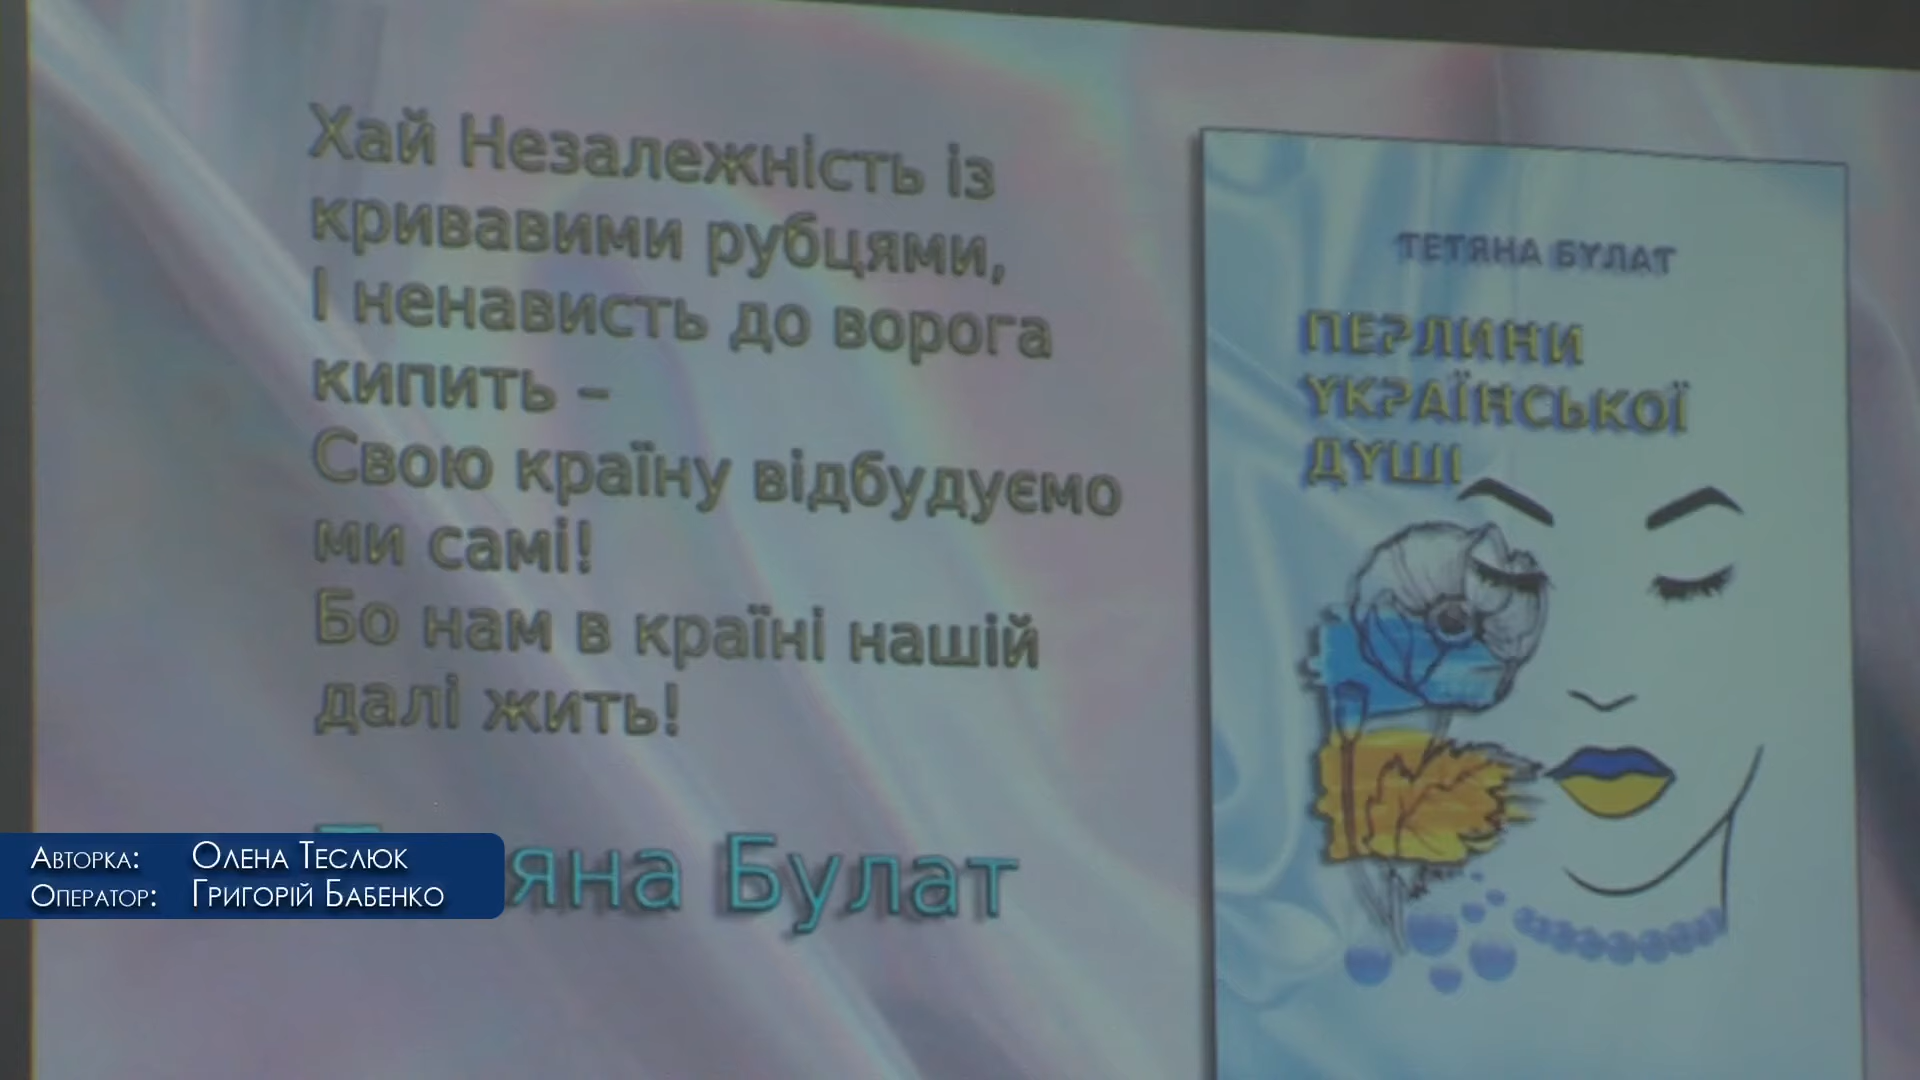 Хай Незалежність із
кривавими рубцями,
І ненависть до ворога
кипить –
Свою країну відбудуємо
ми самі!
Бо нам в країні нашій
далі жить!
Булат
ТЕТЯНА БУЛАТ
ПЕРЛИНИ
УКРАЇНСЬКОЇ
ДУШІ
Авторка: Олена Теслюк
Оператор: Григорій Бабенко